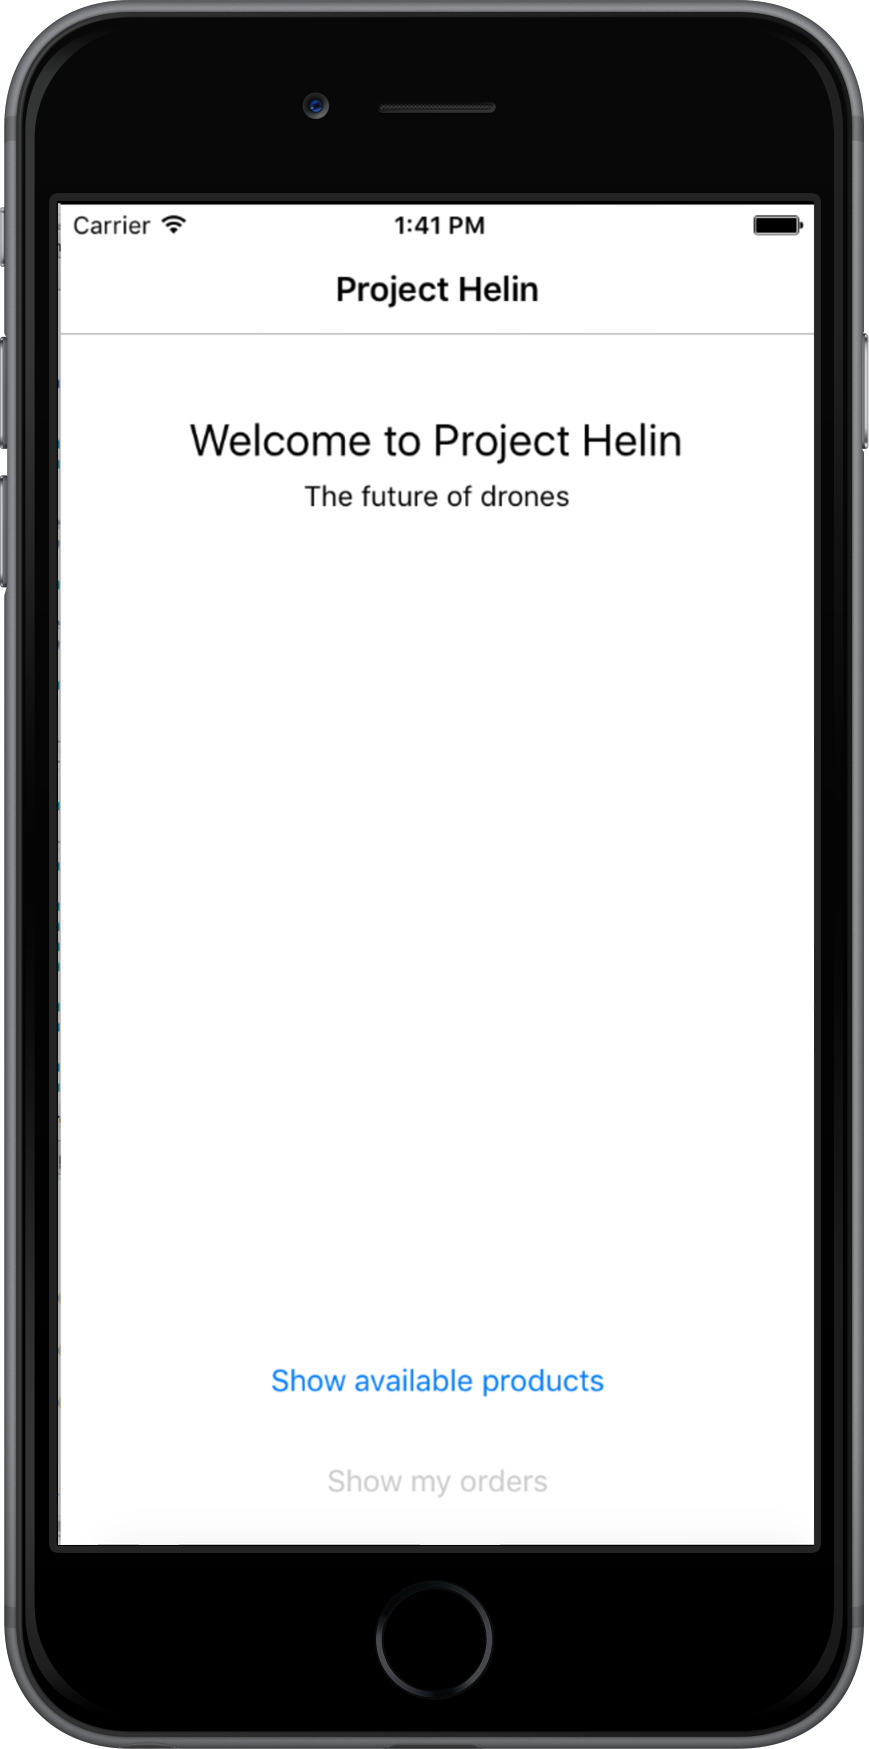 Carrier 1:41 PM
Project Helin
Welcome to Project Helin
The future of drones
Show available products
Show my orders